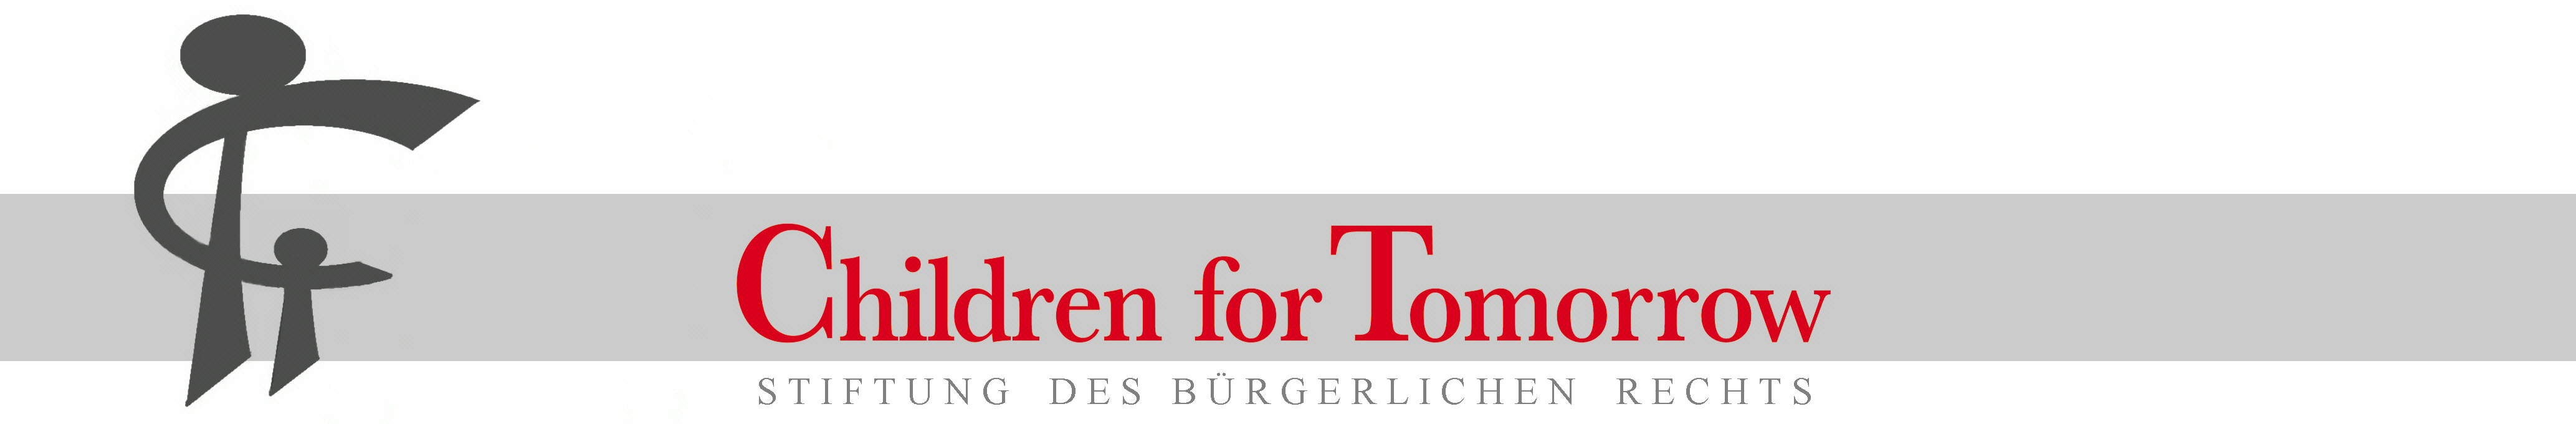 Children for Tomorrow
STIFTUNG DES BÜRGERLICHEN RECHTS